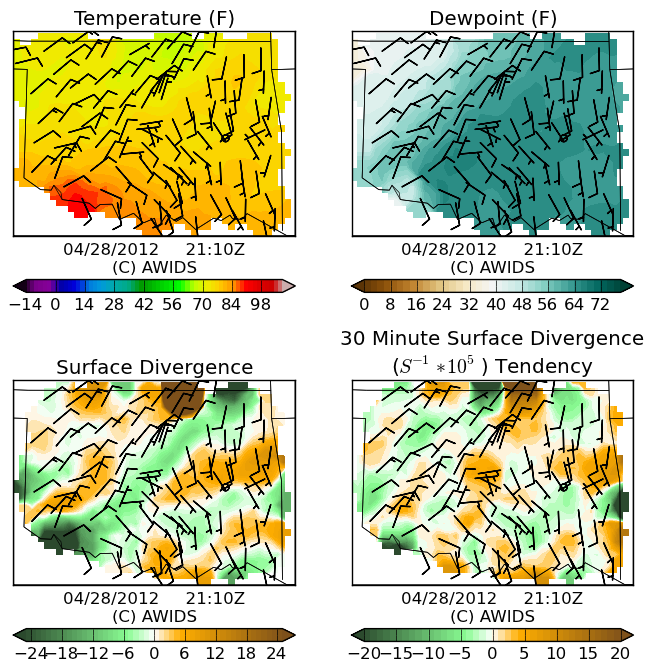 Temperature (F)
Dewpoint (F)
04/28/2012 21:10Z
(C) AWIDS
−14 0 14 28 42 56 70 84 98
04/28/2012 21:10Z
(C) AWIDS
0 8 16 24 32 40 48 56 64 72
Surface Divergence
30 Minute Surface Divergence
(S⁻¹ *10⁵ ) Tendency
04/28/2012 21:10Z
(C) AWIDS
−24 −18 −12 −6 0 6 12 18 24
04/28/2012 21:10Z
(C) AWIDS
−20 −15 −10 −5 0 5 10 15 20